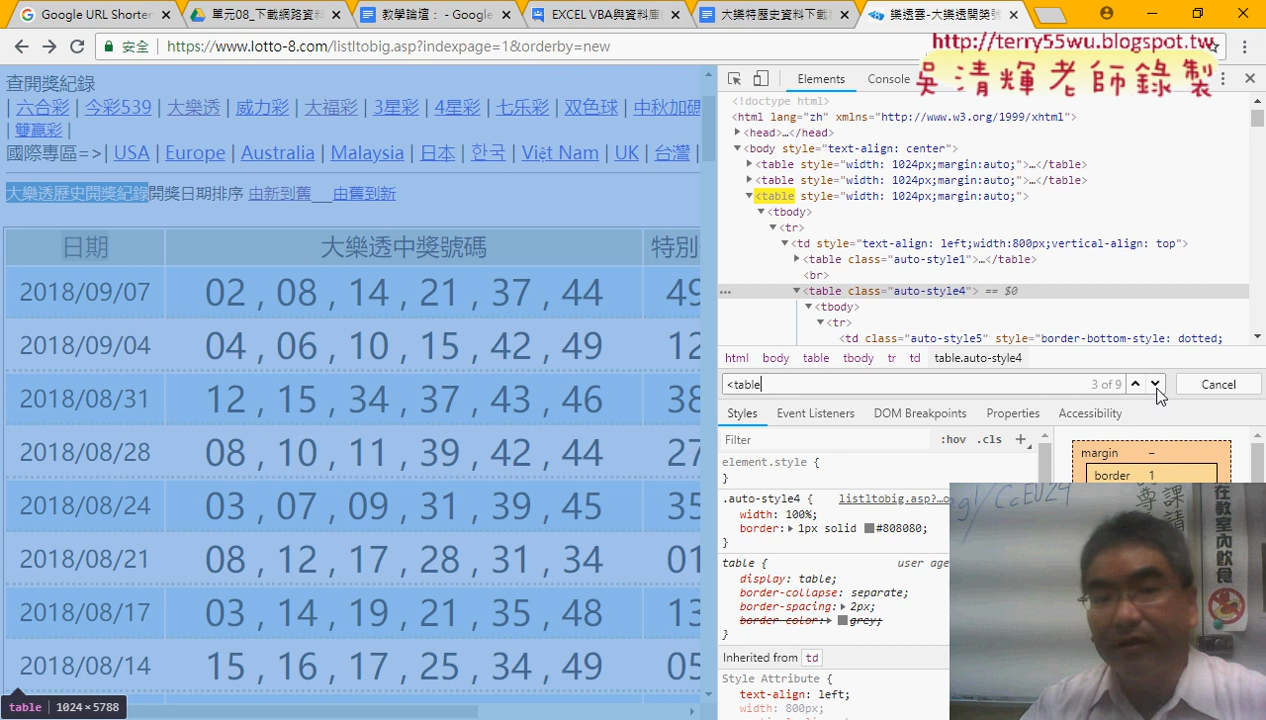 Google URL Shorten
單元08_下載網路資料
教學論壇： - Google
EXCEL VBA與資料庫
大樂特歷史資料下載
樂透雲-大樂透開獎號
安全 https://www.lotto-8.com/listltobig.asp?indexpage=1&orderby=new
http://terry55wu.blogspot.tw
吳清輝老師錄製
查開獎紀錄
| 六合彩 | 今彩539 | 大樂透 | 威力彩 | 大福彩 | 3星彩 | 4星彩 | 七乐彩 | 双色球 | 中秋加碼
| 雙贏彩 |
國際專區=>| USA | Europe | Australia | Malaysia | 日本 | 한국 | Việt Nam | UK | 台灣 |
大樂透歷史開獎紀錄開獎日期排序 由新到舊 由舊到新
日期 大樂透中獎號碼 特別
2018/09/07 02 , 08 , 14 , 21 , 37 , 44 49
2018/09/04 04 , 06 , 10 , 15 , 42 , 49 12
2018/08/31 12 , 15 , 34 , 37 , 43 , 46 38
2018/08/28 08 , 10 , 11 , 39 , 42 , 44 27
2018/08/24 03 , 07 , 09 , 31 , 39 , 45 35
2018/08/21 08 , 12 , 17 , 28 , 31 , 34 01
2018/08/17 03 , 14 , 19 , 21 , 35 , 48 13
2018/08/14 15 , 16 , 17 , 25 , 34 , 49 05
table | 1024×5788
Elements Console
<!doctype html>
<html lang="zh" xmlns="http://www.w3.org/1999/xhtml">
<head>…</head>
<body style="text-align: center">
<table style="width: 1024px;margin:auto;">…</table>
<table style="width: 1024px;margin:auto;">…</table>
<table style="width: 1024px;margin:auto;">
<tbody>
<tr>
<td style="text-align: left;width:800px;vertical-align: top">
<table class="auto-style1">…</table>
<br>
<table class="auto-style4"> == $0
<tbody>
<tr>
<td class="auto-style5" style="border-bottom-style: dotted;
html body table tbody tr td table.auto-style4
<table 3 of 9 Cancel
Styles Event Listeners DOM Breakpoints Properties Accessibility
Filter :hov .cls +
element.style {
}
.auto-style4 { listltobig.asp?…o
width: 100%;
border: 1px solid #808080;
}
table { user age
display: table;
border-collapse: separate;
border-spacing: 2px;
border-color: grey;
}
Inherited from td
Style Attribute {
text-align: left;
width: 800px;
margin –
border 1
在教室內飲食
課請
尊